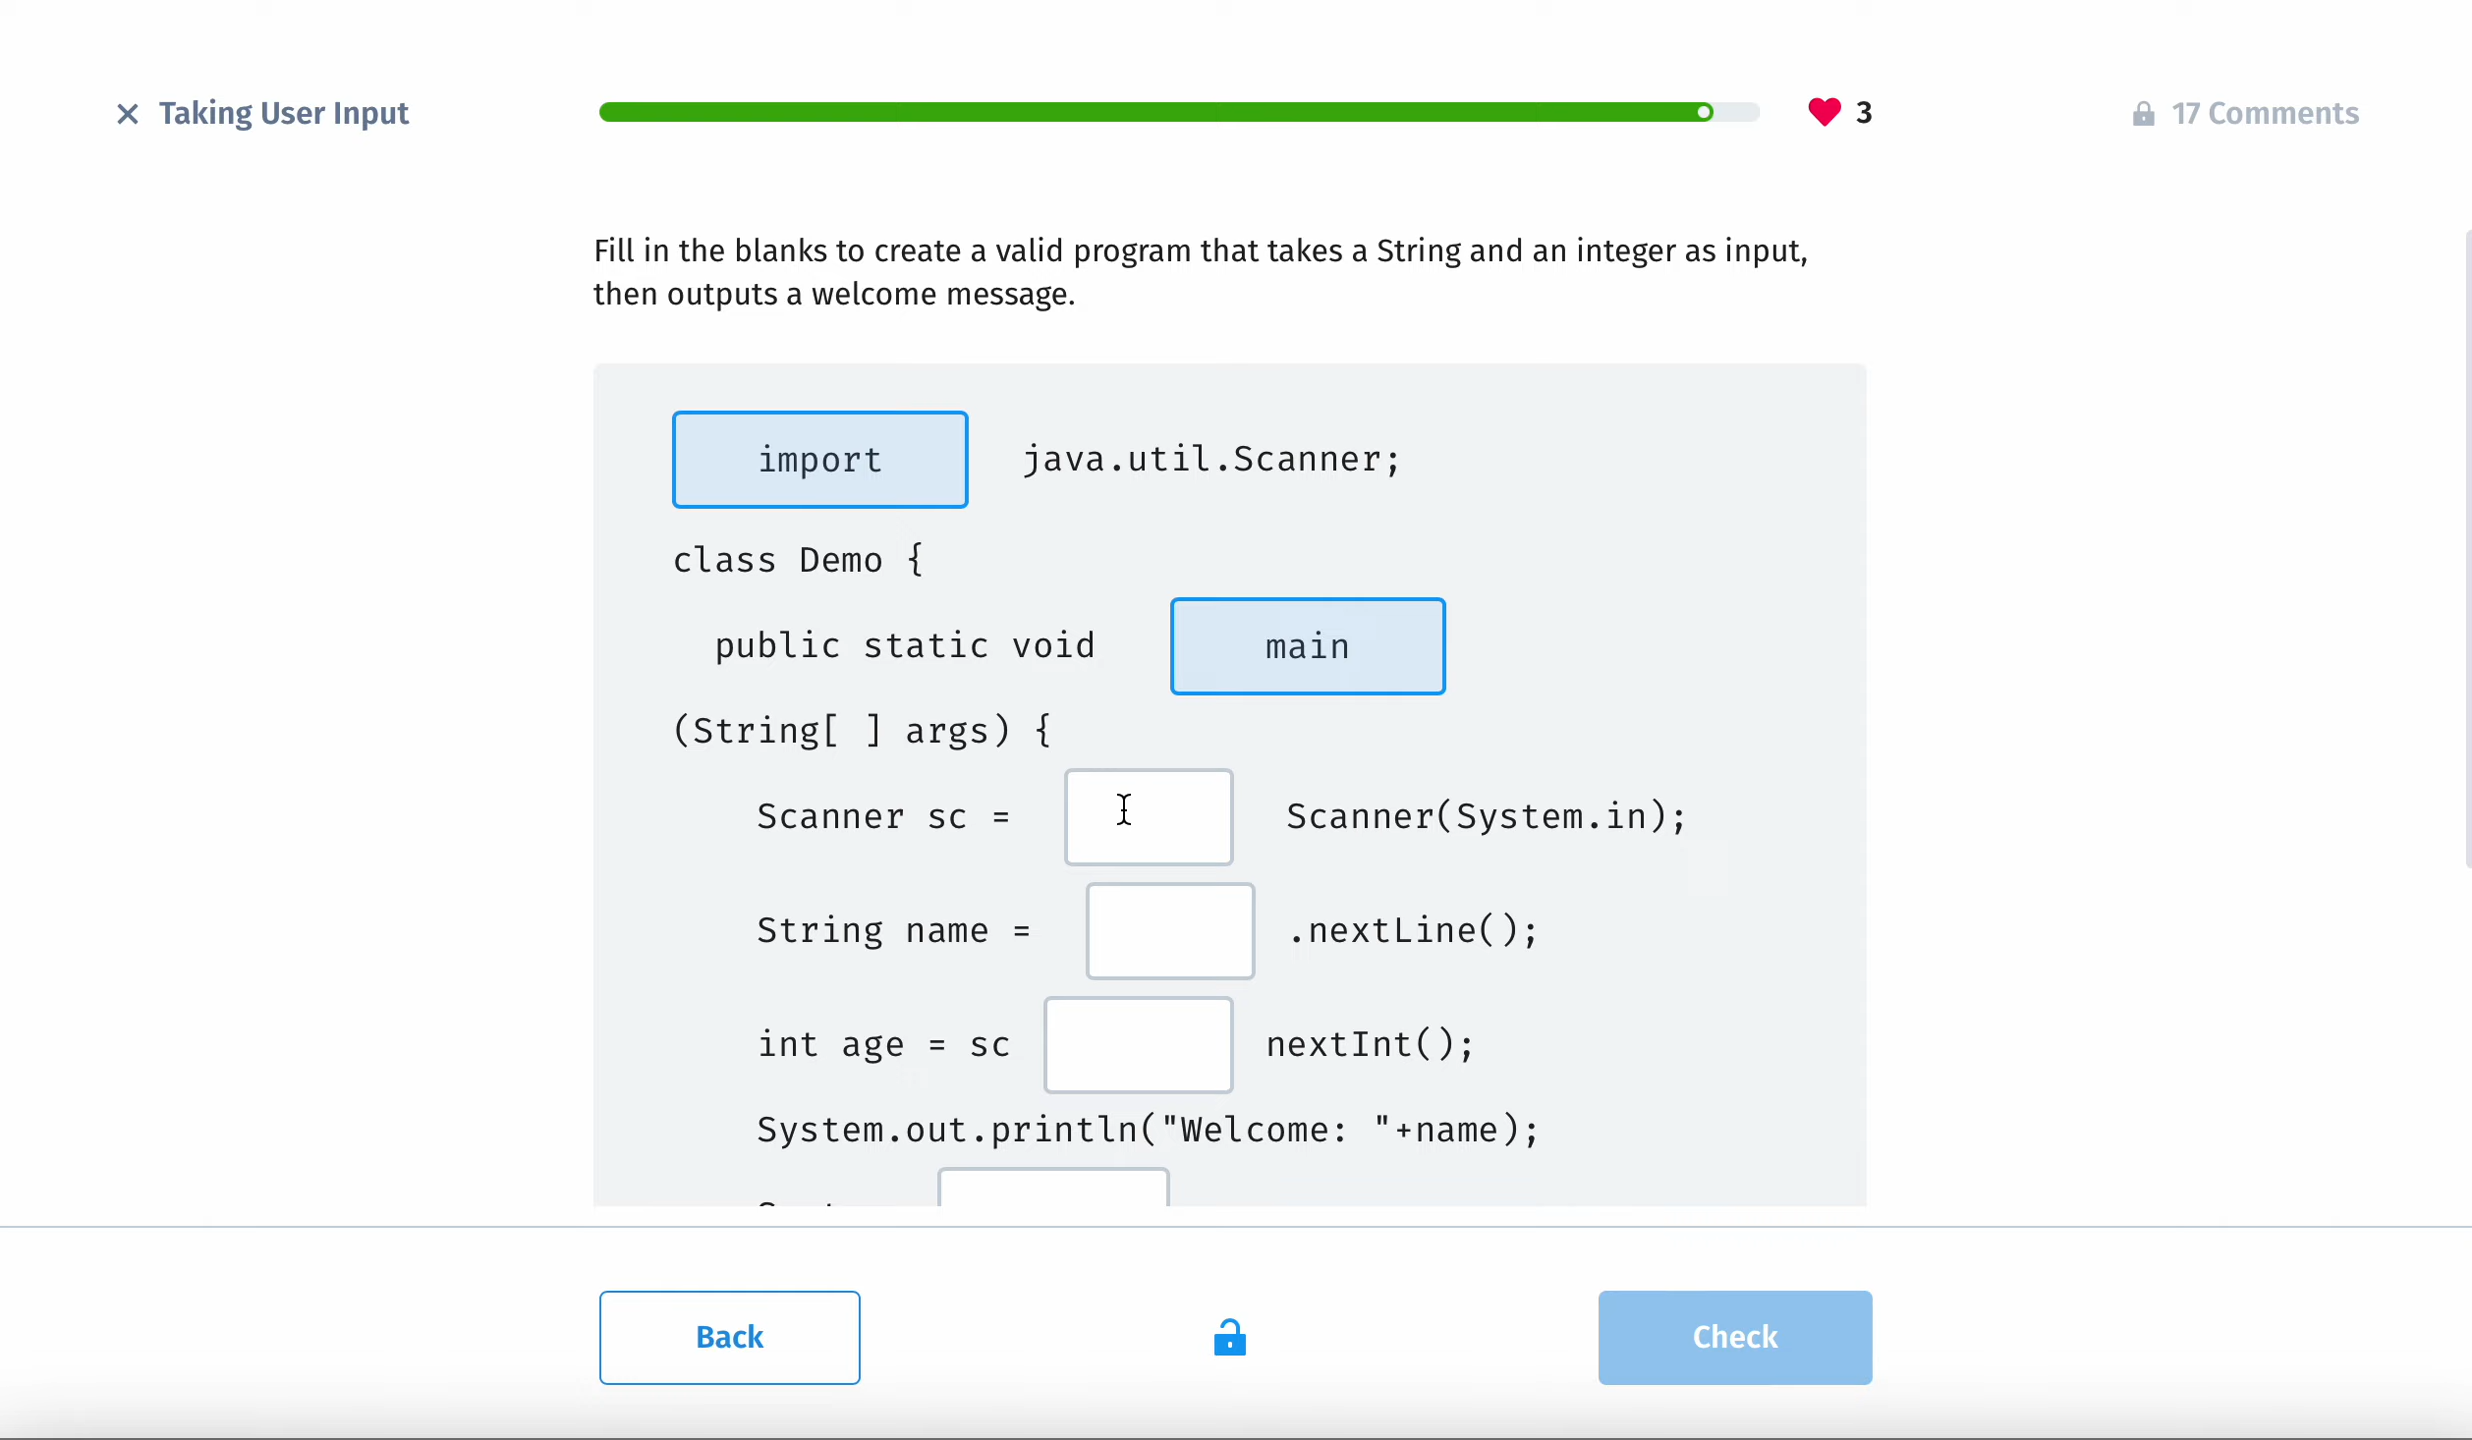 Taking User Input
3
17 Comments
Fill in the blanks to create a valid program that takes a String and an integer as input,
then outputs a welcome message.
import java.util.Scanner;
class Demo {
public static void main
(String[ ] args) {
Scanner sc = Scanner(System.in);
String name = .nextLine();
int age = sc nextInt();
System.out.println("Welcome: "+name);
Back
Check